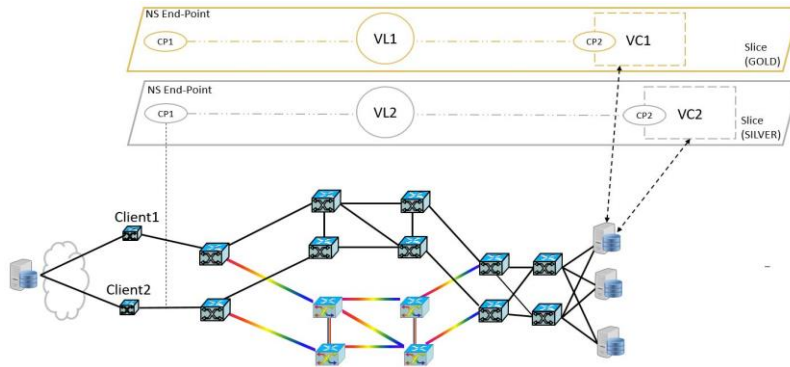 NS End-Point
CP1
VL1
CP2
VC1
Slice
(GOLD)
NS End-Point
CP1
VL2
CP2
VC2
Slice
(SILVER)
Client1
Client2